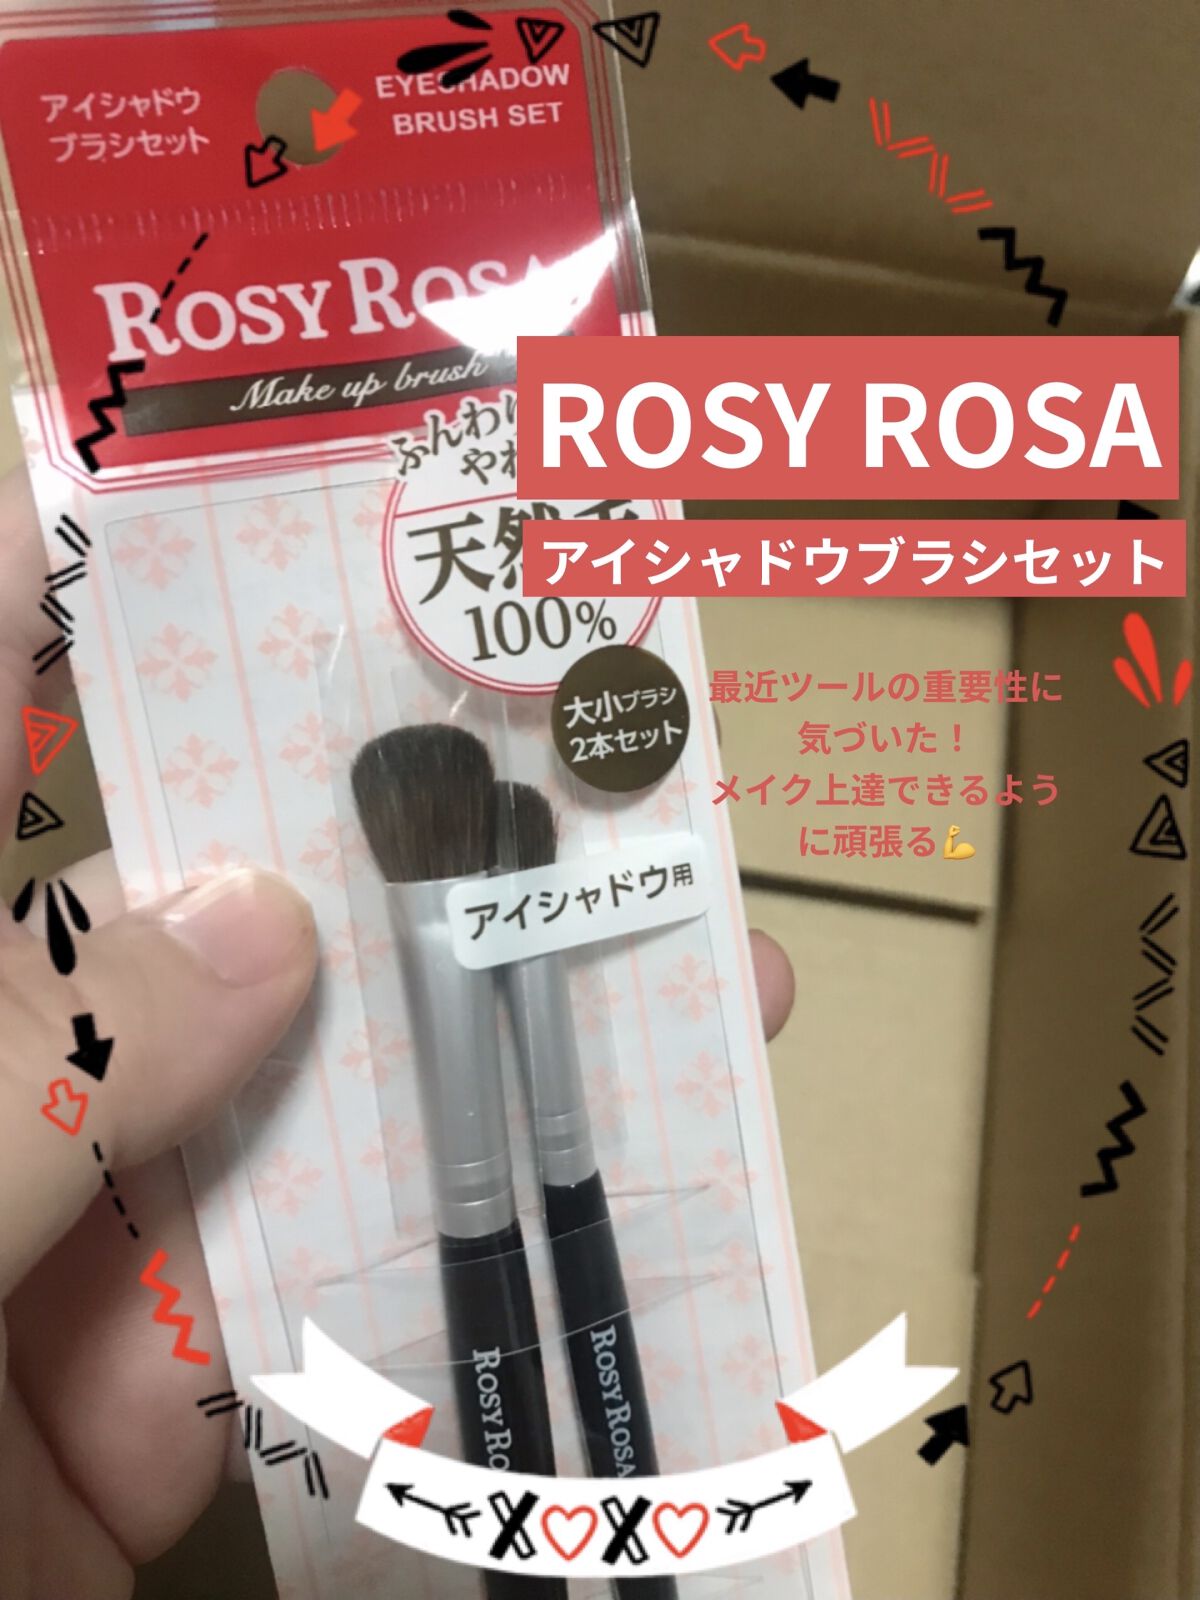 アイシャドウ
ブラシセット
EYESHADOW
BRUSH SET
ROSY
Make up brush
ROSY ROSA
アイシャドウブラシセット
天然
100%
大小ブラシ
2本セット
最近ツールの重要性に
気づいた！
メイク上達できるよう
に頑張る💪
アイシャドウ用
ROSY
ROSY ROSA